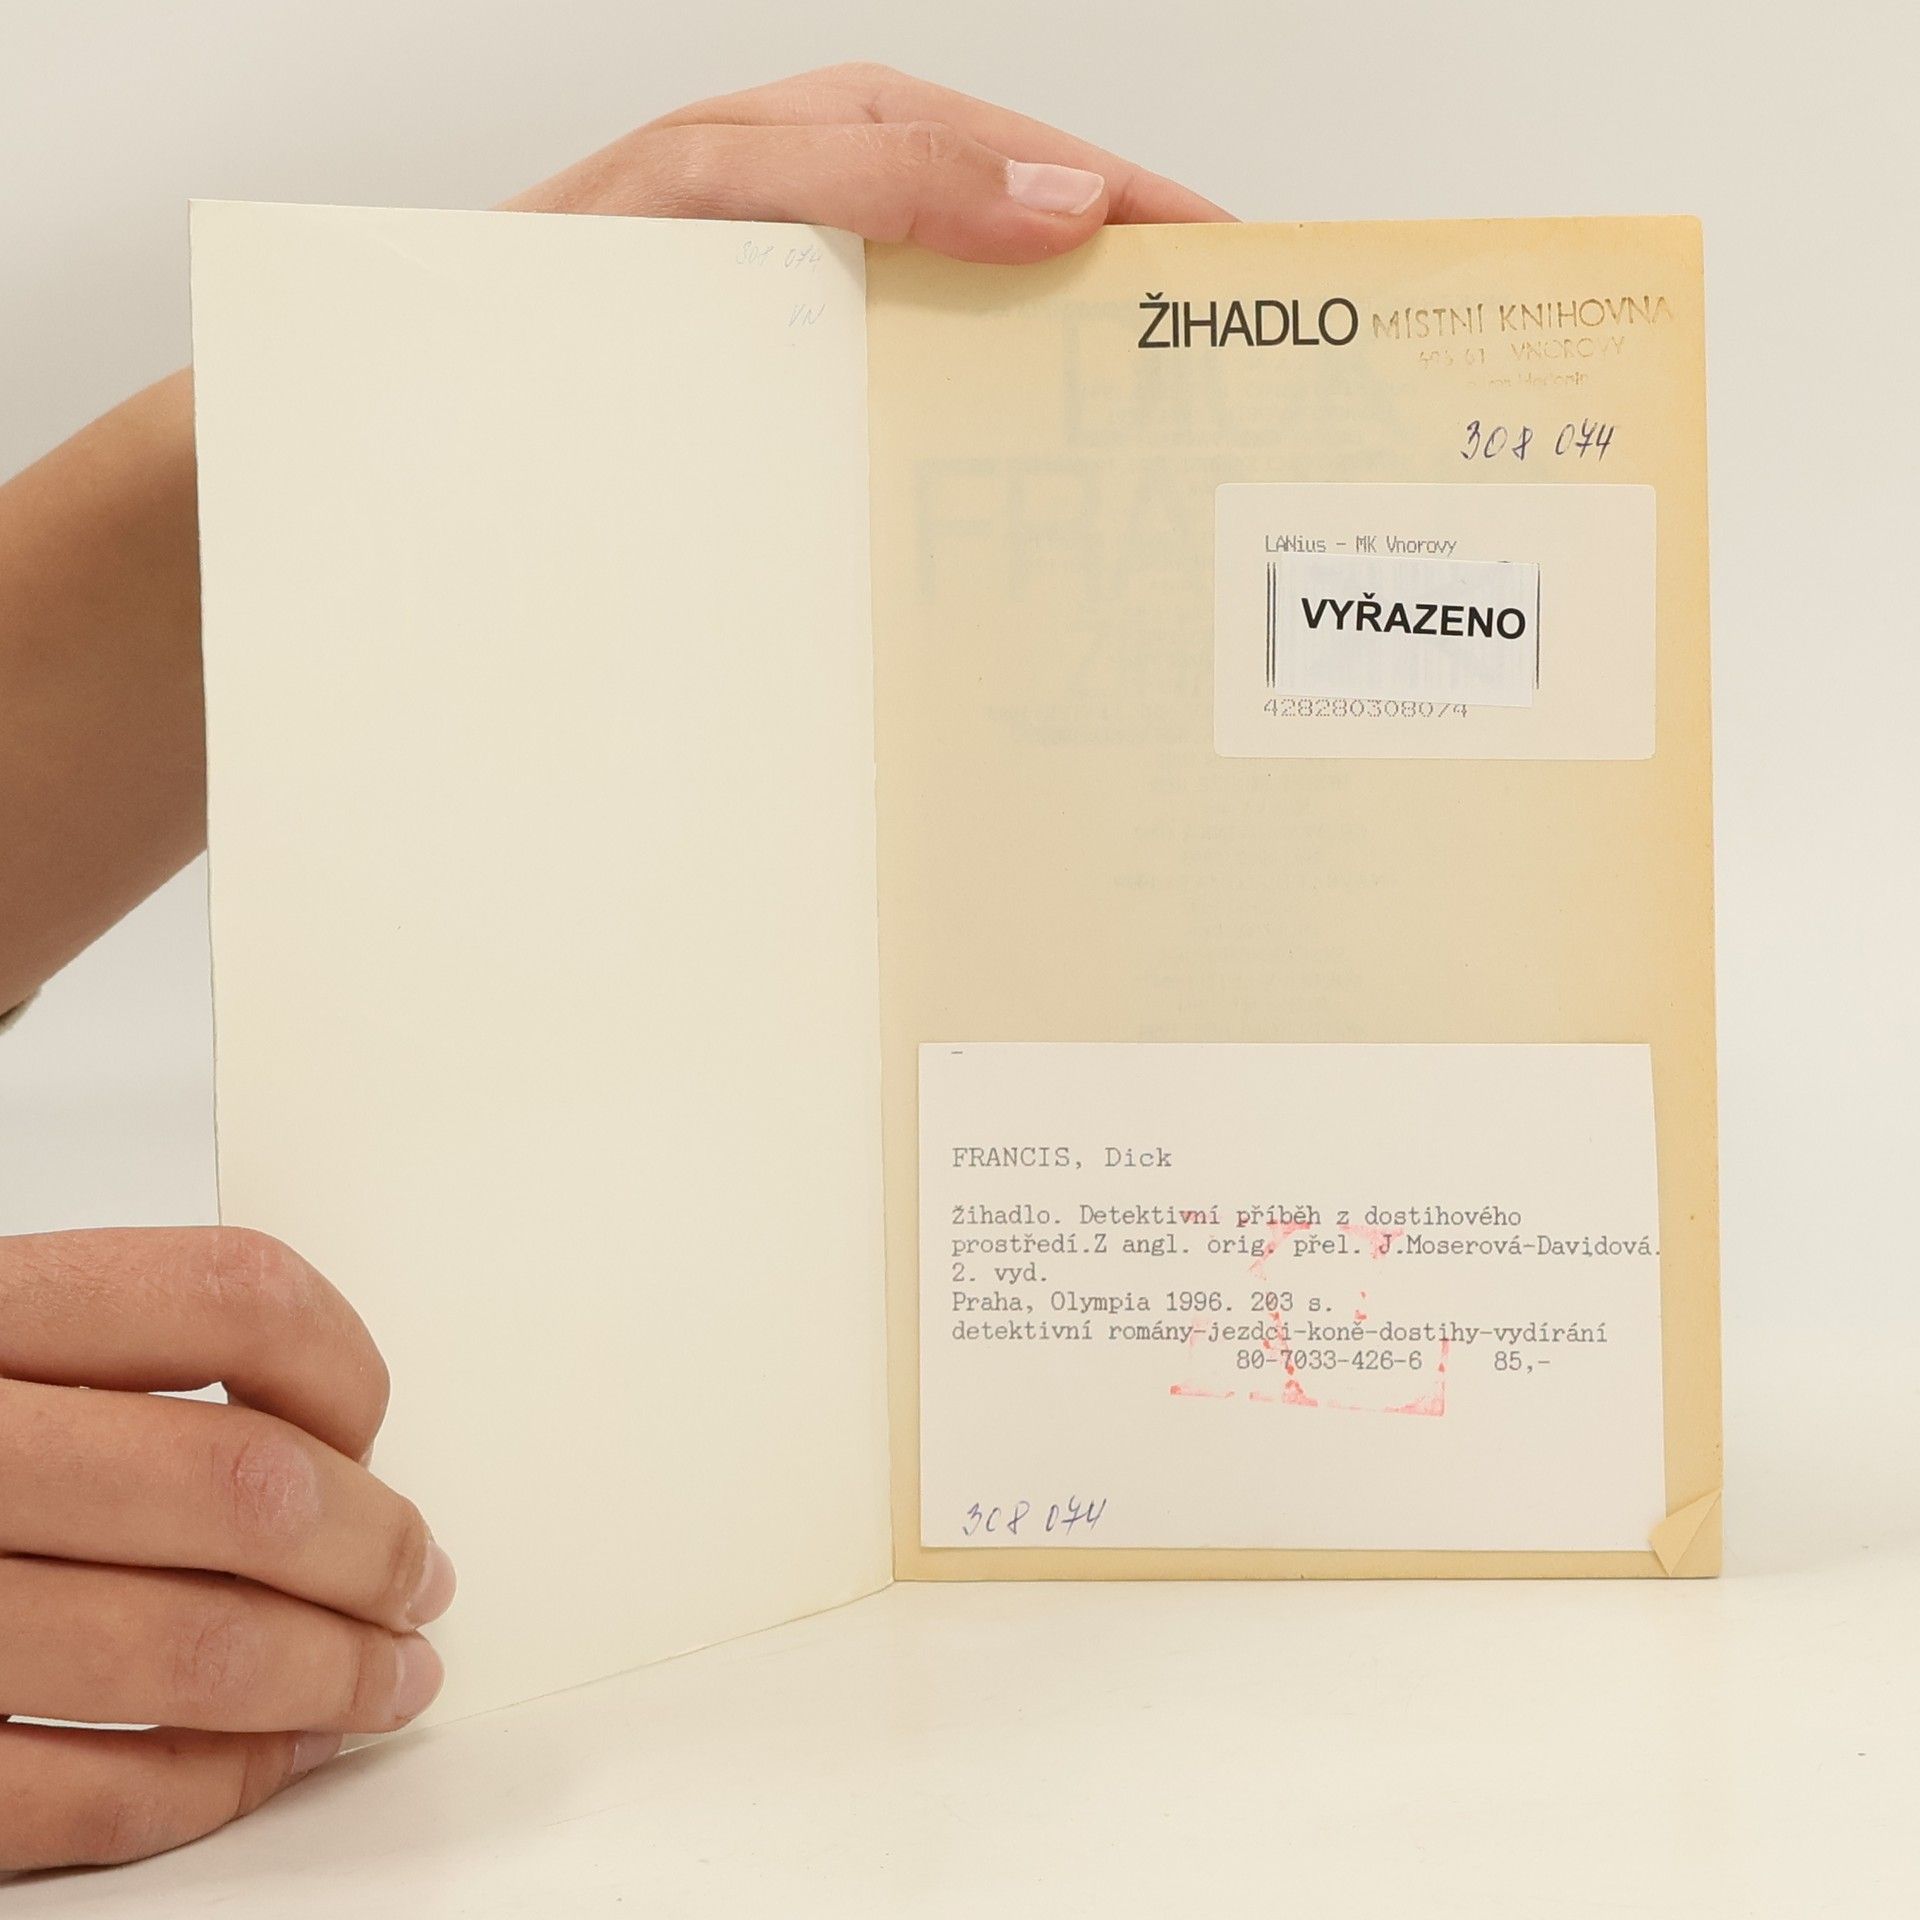 308 074
VN
ŽIHADLO
MÍSTNÍ KNIHOVNA
VNOROVY
308 074
LANius - MK Vnorovy
VYŘAZENO
428280308074
FRANCIS, Dick
Žihadlo. Detektivní příběh z dostihového
prostředí.Z angl. orig. přel. J.Moserová-Davidová.
2. vyd.
Praha, Olympia 1996. 203 s.
detektivní romány-jezdci-koně-dostihy-vydírání
80-7033-426-6 85,-
308 074